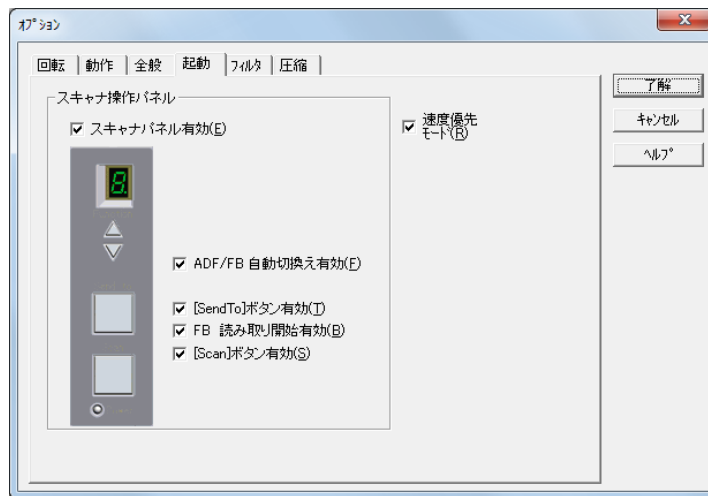 ｵﾌﾟｼｮﾝ
回転 動作 全般 起動 ﾌｨﾙﾀ 圧縮
スキャナ操作パネル
スキャナパネル有効(E)
8.
ADF/FB 自動切換え有効(F)
[SendTo]ボタン有効(T)
FB 読み取り開始有効(B)
[Scan]ボタン有効(S)
速度優先
ﾓｰﾄﾞ(R)
了解
ｷｬﾝｾﾙ
ﾍﾙﾌﾟ